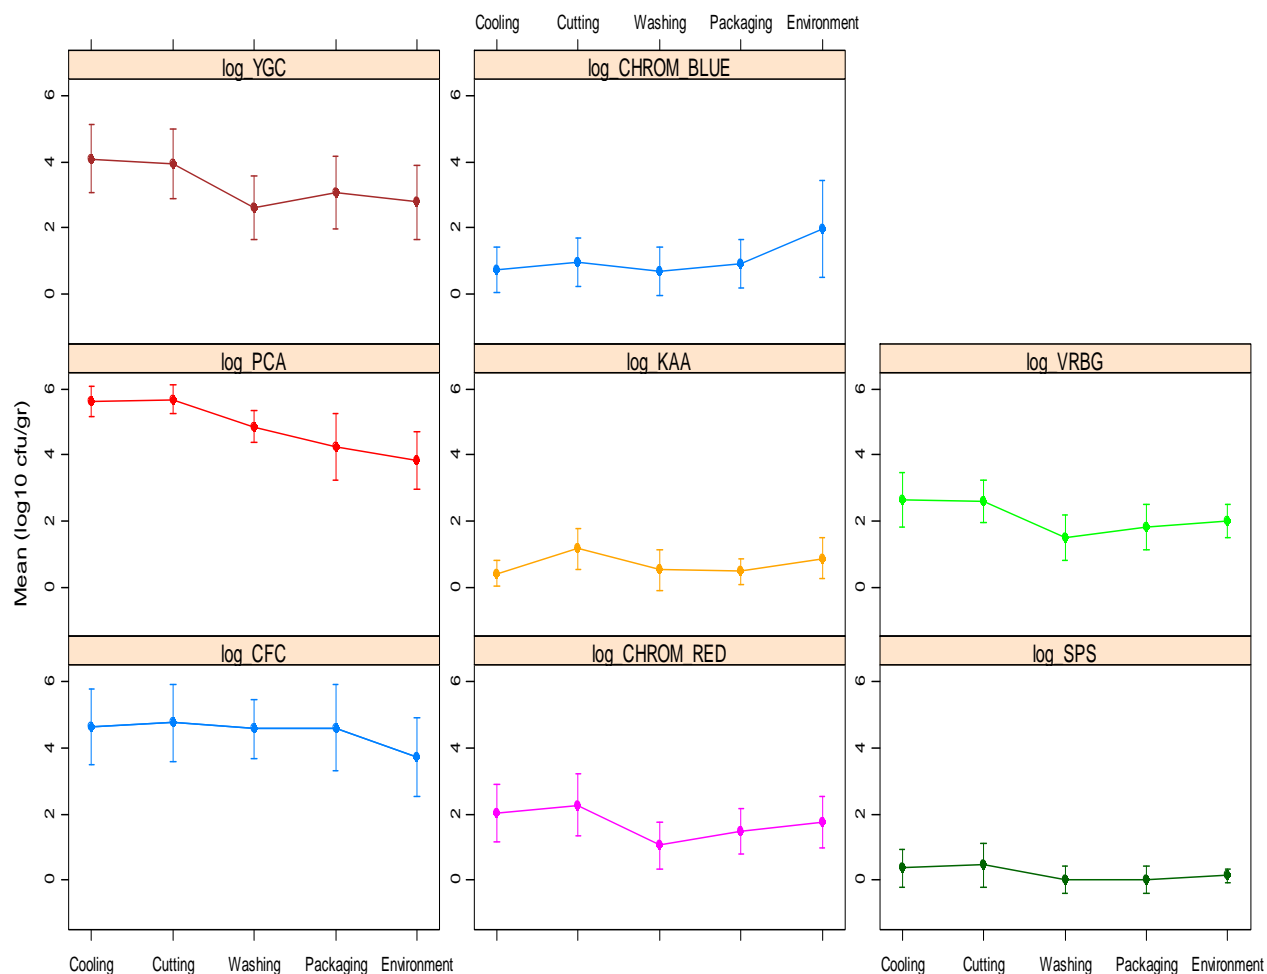 Cooling Cutting Washing Packaging Environment
log_YGC log_CHROM_BLUE
6 6
4 4
2 2
0 0
log_PCA log_KAA log_VRBG
6 6 6
4 4 4
2 2 2
0 0 0
Mean (log10 cfu/gr)
log_CFC log_CHROM_RED log_SPS
6 6 6
4 4 4
2 2 2
0 0 0
Cooling Cutting Washing Packaging Environment Cooling Cutting Washing Packaging Environment